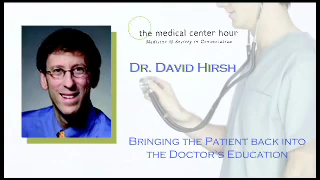 the medical center hour
Medicine & Society in Conversation
DR. DAVID HIRSH
BRINGING THE PATIENT BACK INTO
THE DOCTOR'S EDUCATION